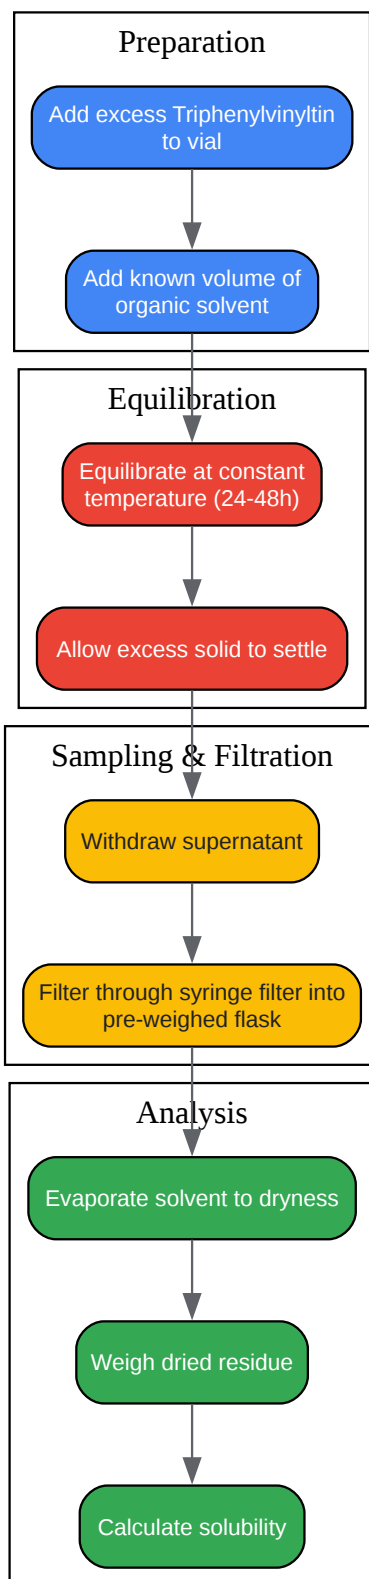 Preparation
Add excess Triphenylvinyltin
to vial
Add known volume of
organic solvent
Equilibration
Equilibrate at constant
temperature (24-48h)
Allow excess solid to settle
Sampling & Filtration
Withdraw supernatant
Filter through syringe filter into
pre-weighed flask
Analysis
Evaporate solvent to dryness
Weigh dried residue
Calculate solubility